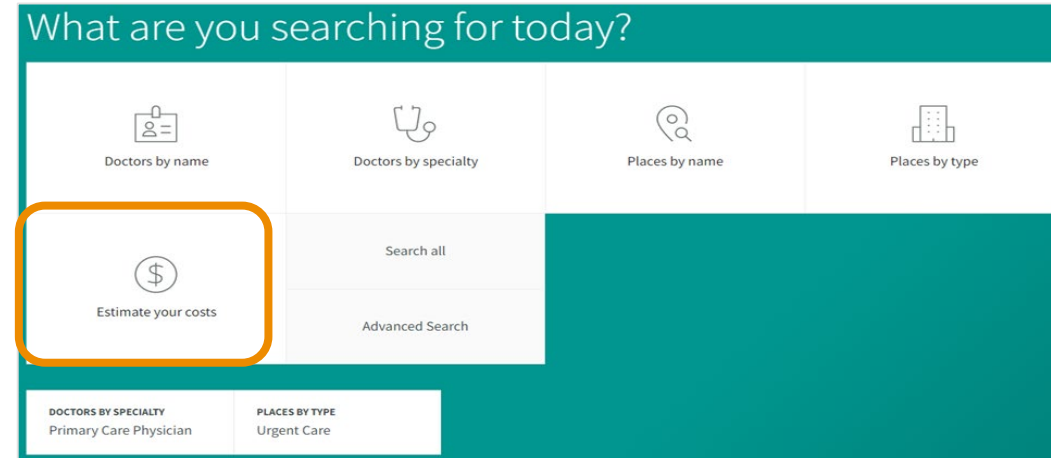 What are you searching for today?
Doctors by name
Doctors by specialty
Places by name
Places by type
Estimate your costs
Search all
Advanced Search
DOCTORS BY SPECIALTY
Primary Care Physician
PLACES BY TYPE
Urgent Care